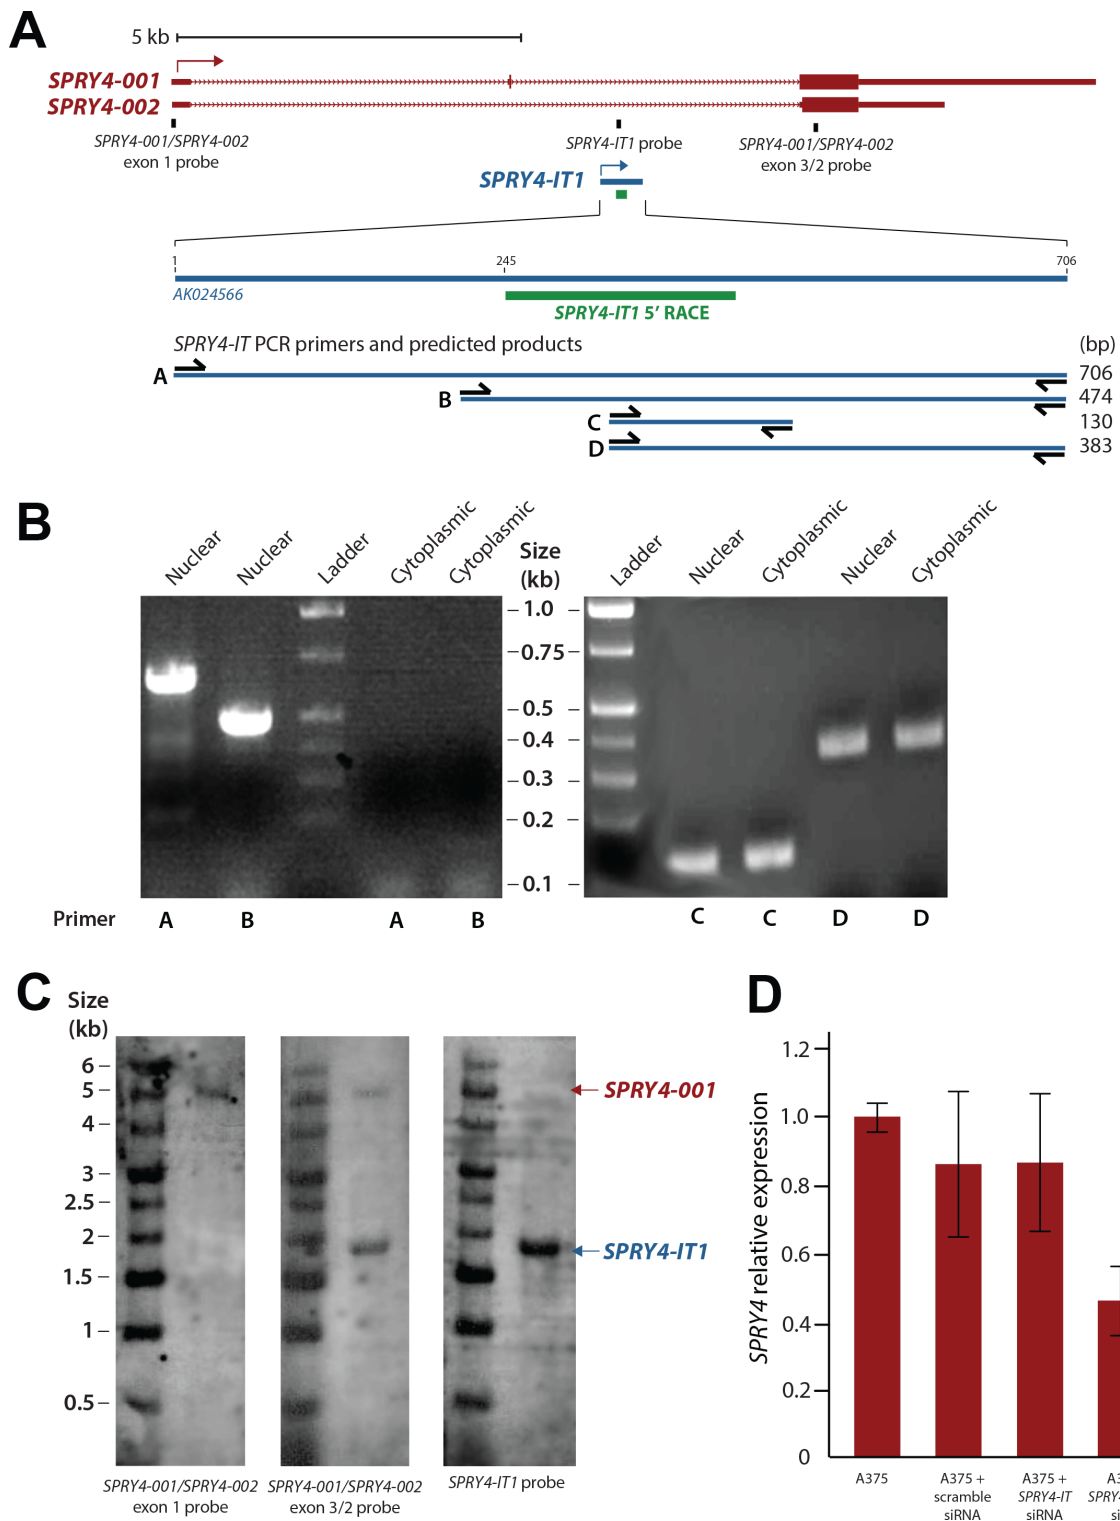 A
5 kb
SPRY4-001
SPRY4-002
SPRY4-001/SPRY4-002
exon 1 probe
SPRY4-IT1 probe
SPRY4-001/SPRY4-002
exon 3/2 probe
SPRY4-IT1
1
245
706
AK024566
SPRY4-IT1 5′ RACE
SPRY4-IT PCR primers and predicted products
(bp)
A
706
B
474
C
130
D
383
B
Nuclear
Nuclear
Ladder
Cytoplasmic
Cytoplasmic
Size
(kb)
Ladder
Nuclear
Cytoplasmic
Nuclear
Cytoplasmic
1.0
0.75
0.5
0.4
0.3
0.2
0.1
Primer
A
B
A
B
C
C
D
D
C
Size
(kb)
6
5
4
3
2.5
2
1.5
1
0.5
SPRY4-001
SPRY4-IT1
SPRY4-001/SPRY4-002
exon 1 probe
SPRY4-001/SPRY4-002
exon 3/2 probe
SPRY4-IT1 probe
D
SPRY4 relative expression
1.2
1.0
0.8
0.6
0.4
0.2
0
A375
A375 +
scramble
siRNA
A375 +
SPRY4-IT
siRNA